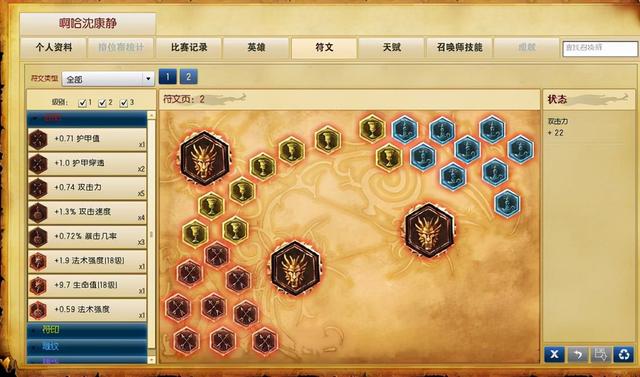 啊哈沈康静
个人资料
排位赛统计
比赛记录
英雄
符文
天赋
召唤师技能
成就
查找召唤师
符文类型
全部
1
2
级别:
1
2
3
符文页: 2
状态
攻击力
+ 22
+0.71 护甲值
x1
+1.0 护甲穿透
x2
+0.74 攻击力
x5
+1.3% 攻击速度
x4
+0.72% 暴击几率
x3
+1.9 法术强度(18级)
x1
+9.7 生命值(18级)
x1
+0.59 法术强度
x1
符印
雕纹
精华